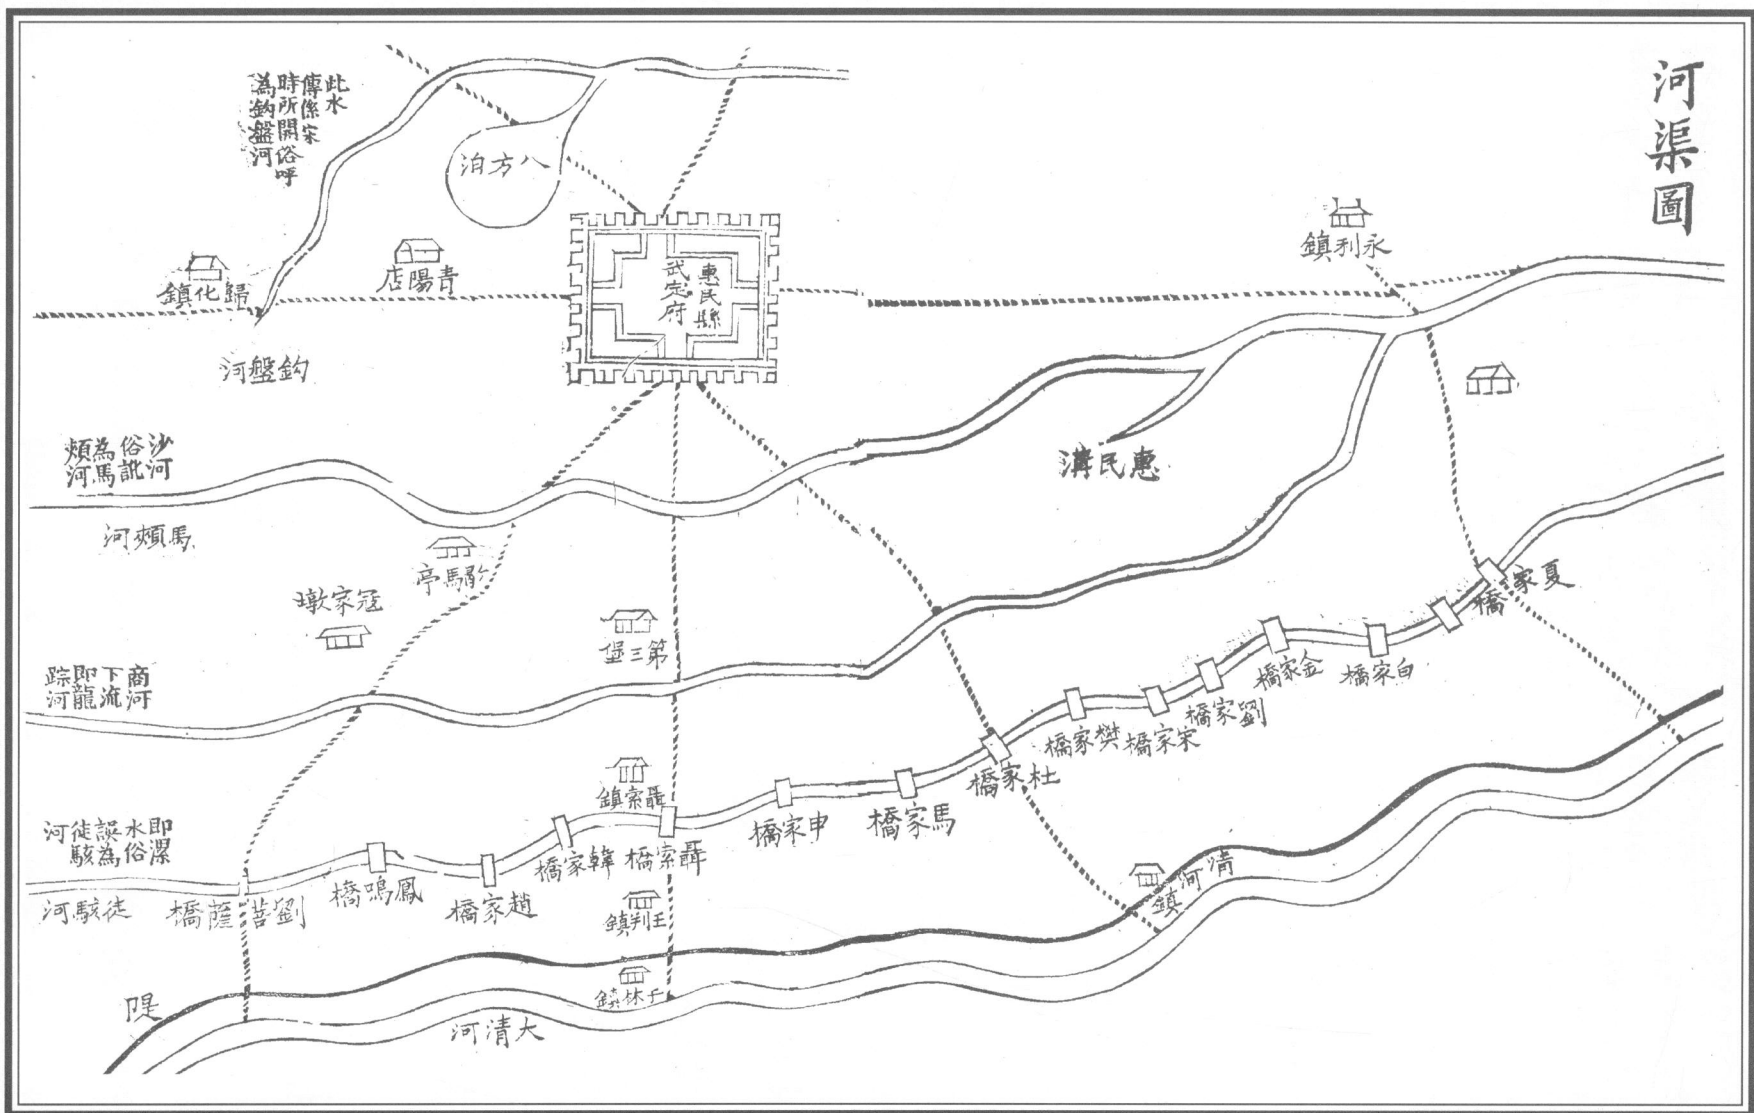 河渠圖
此水
傳係宋
時所開俗呼
為鈎盤河
八方泊
惠民縣
武定府
永利鎮
青陽店
歸化鎮
鈎盤河
惠民溝
沙河
俗訛
為馬
頰河
馬頰河
亭
寇家墩
第三堡
商河
下流
即龍
踪河
夏家橋
白家橋
金家橋
劉家橋
宋家橋
樊家橋
杜家橋
馬家橋
申家橋
聶索鎮
聶索橋
韓家橋
趙家橋
鳳鳴橋
劉菩薩橋
即漯
水俗
誤為
徒駭
河
徒駭河
清河鎮
王判鎮
林鎮
大清河
隄